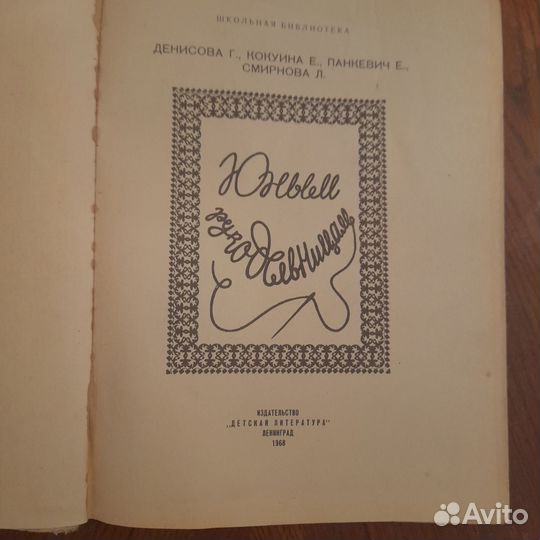 ШКОЛЬНАЯ БИБЛИОТЕКА
ДЕНИСОВА Г., КОКУИНА Е., ПАНКЕВИЧ Е.,
СМИРНОВА Л.
Юным
рукодельницам
ИЗДАТЕЛЬСТВО
„ДЕТСКАЯ ЛИТЕРАТУРА"
ЛЕНИНГРАД
1968
Avito